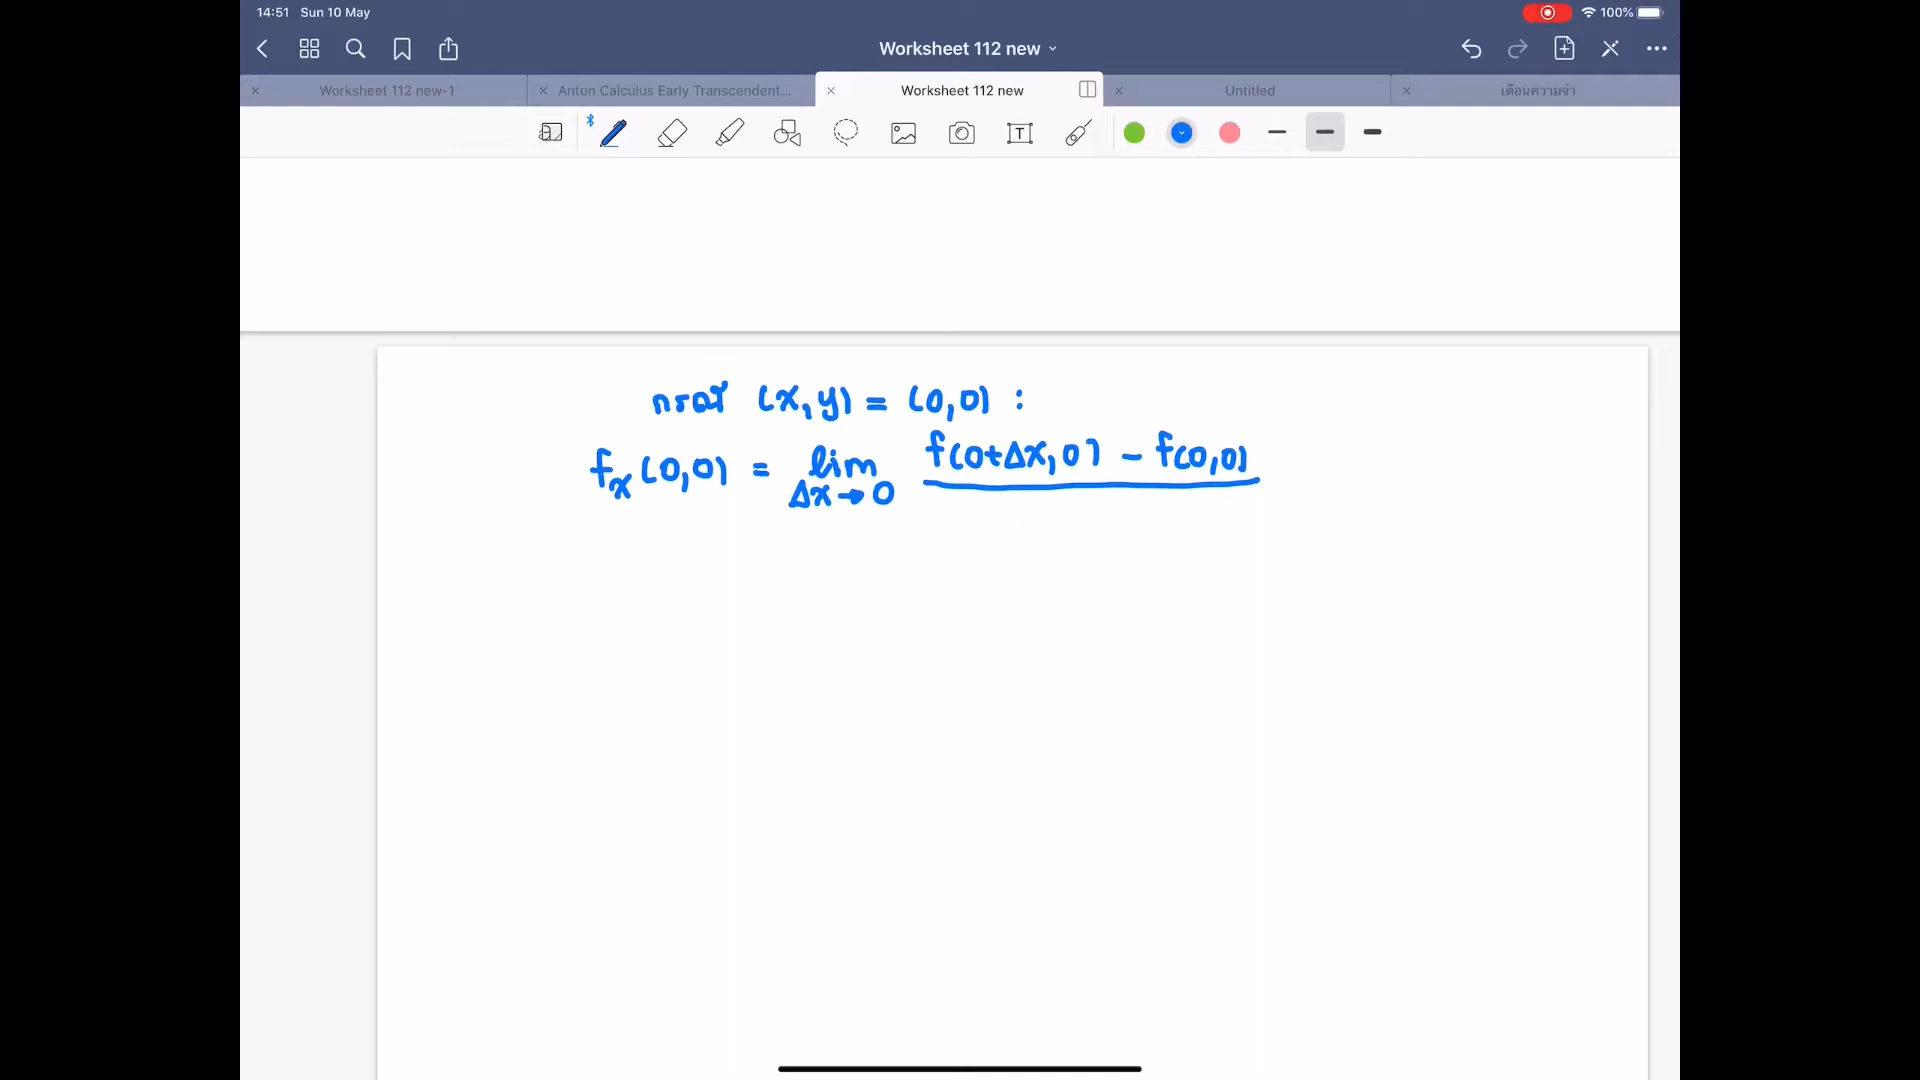 14:51 Sun 10 May 100%
Worksheet 112 new
Worksheet 112 new-1 Anton Calculus Early Transcendent... Worksheet 112 new Untitled เตือนความจำ
กรณี (x,y) = (0,0) :
fx(0,0) = lim Δx→0 f(0+Δx,0) - f(0,0)